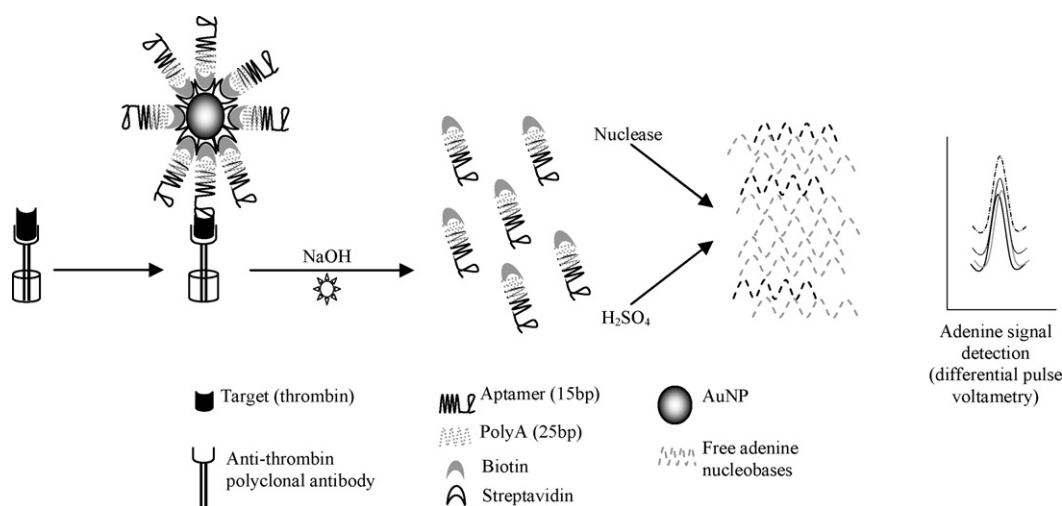 Nuclease
NaOH
H₂SO₄
Adenine signal
detection
(differential pulse
voltametry)
Target (thrombin)
Anti-thrombin
polyclonal antibody
Aptamer (15bp)
PolyA (25bp)
Biotin
Streptavidin
AuNP
Free adenine
nucleobases